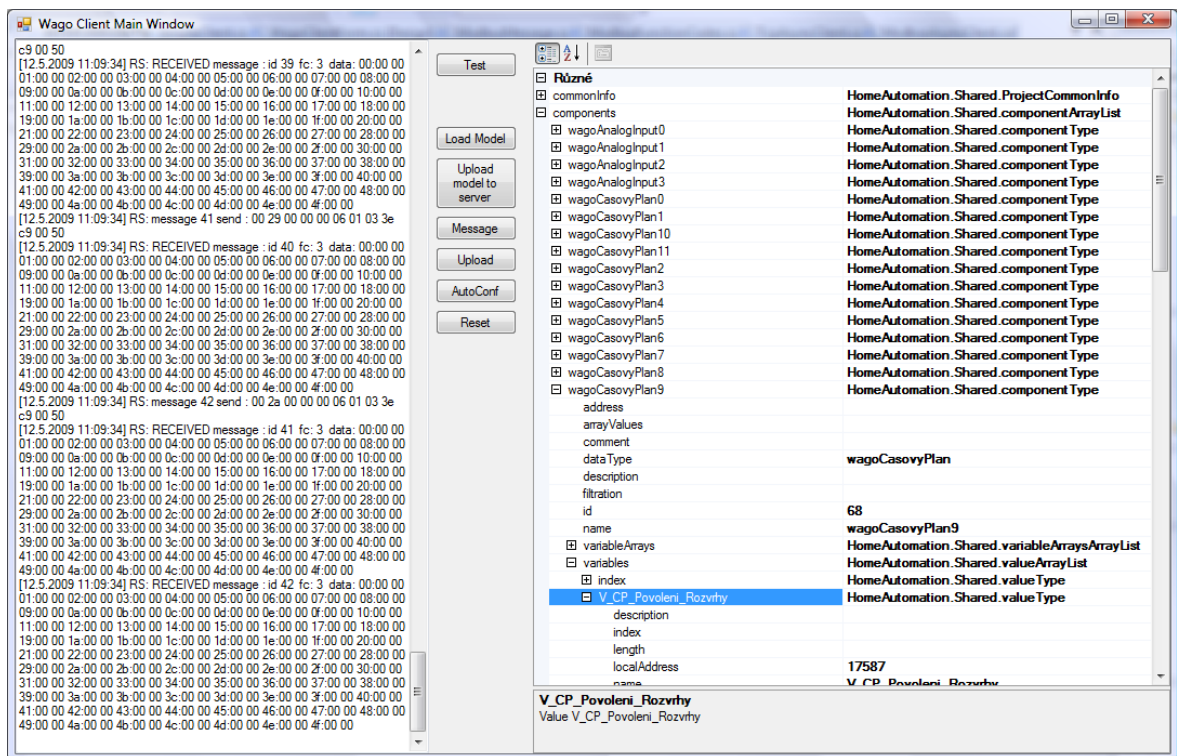 Wago Client Main Window
c9 00 50
[12.5.2009 11:09:34] RS: RECEIVED message : id 39 fc: 3 data: 00:00 00
01:00 00 02:00 00 03:00 00 04:00 00 05:00 00 06:00 00 07:00 00 08:00 00
09:00 00 0a:00 00 0b:00 00 0c:00 00 0d:00 00 0e:00 00 0f:00 00 10:00 00
11:00 00 12:00 00 13:00 00 14:00 00 15:00 00 16:00 00 17:00 00 18:00 00
19:00 00 1a:00 00 1b:00 00 1c:00 00 1d:00 00 1e:00 00 1f:00 00 20:00 00
21:00 00 22:00 00 23:00 00 24:00 00 25:00 00 26:00 00 27:00 00 28:00 00
29:00 00 2a:00 00 2b:00 00 2c:00 00 2d:00 00 2e:00 00 2f:00 00 30:00 00
31:00 00 32:00 00 33:00 00 34:00 00 35:00 00 36:00 00 37:00 00 38:00 00
39:00 00 3a:00 00 3b:00 00 3c:00 00 3d:00 00 3e:00 00 3f:00 00 40:00 00
41:00 00 42:00 00 43:00 00 44:00 00 45:00 00 46:00 00 47:00 00 48:00 00
49:00 00 4a:00 00 4b:00 00 4c:00 00 4d:00 00 4e:00 00 4f:00 00
[12.5.2009 11:09:34] RS: message 41 send : 00 29 00 00 00 06 01 03 3e
c9 00 50
[12.5.2009 11:09:34] RS: RECEIVED message : id 40 fc: 3 data: 00:00 00
01:00 00 02:00 00 03:00 00 04:00 00 05:00 00 06:00 00 07:00 00 08:00 00
09:00 00 0a:00 00 0b:00 00 0c:00 00 0d:00 00 0e:00 00 0f:00 00 10:00 00
11:00 00 12:00 00 13:00 00 14:00 00 15:00 00 16:00 00 17:00 00 18:00 00
19:00 00 1a:00 00 1b:00 00 1c:00 00 1d:00 00 1e:00 00 1f:00 00 20:00 00
21:00 00 22:00 00 23:00 00 24:00 00 25:00 00 26:00 00 27:00 00 28:00 00
29:00 00 2a:00 00 2b:00 00 2c:00 00 2d:00 00 2e:00 00 2f:00 00 30:00 00
31:00 00 32:00 00 33:00 00 34:00 00 35:00 00 36:00 00 37:00 00 38:00 00
39:00 00 3a:00 00 3b:00 00 3c:00 00 3d:00 00 3e:00 00 3f:00 00 40:00 00
41:00 00 42:00 00 43:00 00 44:00 00 45:00 00 46:00 00 47:00 00 48:00 00
49:00 00 4a:00 00 4b:00 00 4c:00 00 4d:00 00 4e:00 00 4f:00 00
[12.5.2009 11:09:34] RS: message 42 send : 00 2a 00 00 00 06 01 03 3e
c9 00 50
[12.5.2009 11:09:34] RS: RECEIVED message : id 41 fc: 3 data: 00:00 00
01:00 00 02:00 00 03:00 00 04:00 00 05:00 00 06:00 00 07:00 00 08:00 00
09:00 00 0a:00 00 0b:00 00 0c:00 00 0d:00 00 0e:00 00 0f:00 00 10:00 00
11:00 00 12:00 00 13:00 00 14:00 00 15:00 00 16:00 00 17:00 00 18:00 00
19:00 00 1a:00 00 1b:00 00 1c:00 00 1d:00 00 1e:00 00 1f:00 00 20:00 00
21:00 00 22:00 00 23:00 00 24:00 00 25:00 00 26:00 00 27:00 00 28:00 00
29:00 00 2a:00 00 2b:00 00 2c:00 00 2d:00 00 2e:00 00 2f:00 00 30:00 00
31:00 00 32:00 00 33:00 00 34:00 00 35:00 00 36:00 00 37:00 00 38:00 00
39:00 00 3a:00 00 3b:00 00 3c:00 00 3d:00 00 3e:00 00 3f:00 00 40:00 00
41:00 00 42:00 00 43:00 00 44:00 00 45:00 00 46:00 00 47:00 00 48:00 00
49:00 00 4a:00 00 4b:00 00 4c:00 00 4d:00 00 4e:00 00 4f:00 00
[12.5.2009 11:09:34] RS: RECEIVED message : id 42 fc: 3 data: 00:00 00
01:00 00 02:00 00 03:00 00 04:00 00 05:00 00 06:00 00 07:00 00 08:00 00
09:00 00 0a:00 00 0b:00 00 0c:00 00 0d:00 00 0e:00 00 0f:00 00 10:00 00
11:00 00 12:00 00 13:00 00 14:00 00 15:00 00 16:00 00 17:00 00 18:00 00
19:00 00 1a:00 00 1b:00 00 1c:00 00 1d:00 00 1e:00 00 1f:00 00 20:00 00
21:00 00 22:00 00 23:00 00 24:00 00 25:00 00 26:00 00 27:00 00 28:00 00
29:00 00 2a:00 00 2b:00 00 2c:00 00 2d:00 00 2e:00 00 2f:00 00 30:00 00
31:00 00 32:00 00 33:00 00 34:00 00 35:00 00 36:00 00 37:00 00 38:00 00
39:00 00 3a:00 00 3b:00 00 3c:00 00 3d:00 00 3e:00 00 3f:00 00 40:00 00
41:00 00 42:00 00 43:00 00 44:00 00 45:00 00 46:00 00 47:00 00 48:00 00
49:00 00 4a:00 00 4b:00 00 4c:00 00 4d:00 00 4e:00 00 4f:00 00
Test
Load Model
Upload
model to
server
Message
Upload
AutoConf
Reset
Různé
commonInfo HomeAutomation.Shared.ProjectCommonInfo
components HomeAutomation.Shared.componentArrayList
wagoAnalogInput0 HomeAutomation.Shared.componentType
wagoAnalogInput1 HomeAutomation.Shared.componentType
wagoAnalogInput2 HomeAutomation.Shared.componentType
wagoAnalogInput3 HomeAutomation.Shared.componentType
wagoCasovyPlan0 HomeAutomation.Shared.componentType
wagoCasovyPlan1 HomeAutomation.Shared.componentType
wagoCasovyPlan10 HomeAutomation.Shared.componentType
wagoCasovyPlan11 HomeAutomation.Shared.componentType
wagoCasovyPlan2 HomeAutomation.Shared.componentType
wagoCasovyPlan3 HomeAutomation.Shared.componentType
wagoCasovyPlan4 HomeAutomation.Shared.componentType
wagoCasovyPlan5 HomeAutomation.Shared.componentType
wagoCasovyPlan6 HomeAutomation.Shared.componentType
wagoCasovyPlan7 HomeAutomation.Shared.componentType
wagoCasovyPlan8 HomeAutomation.Shared.componentType
wagoCasovyPlan9 HomeAutomation.Shared.componentType
address
arrayValues
comment
dataType wagoCasovyPlan
description
filtration
id 68
name wagoCasovyPlan9
variableArrays HomeAutomation.Shared.variableArraysArrayList
variables HomeAutomation.Shared.valueArrayList
index HomeAutomation.Shared.valueType
V_CP_Povoleni_Rozvrhy HomeAutomation.Shared.valueType
description
index
length
localAddress 17587
name V_CP_Povoleni_Rozvrhy
V_CP_Povoleni_Rozvrhy
Value V_CP_Povoleni_Rozvrhy